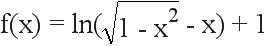 f(x) = ln(√(1 - x²) - x) + 1